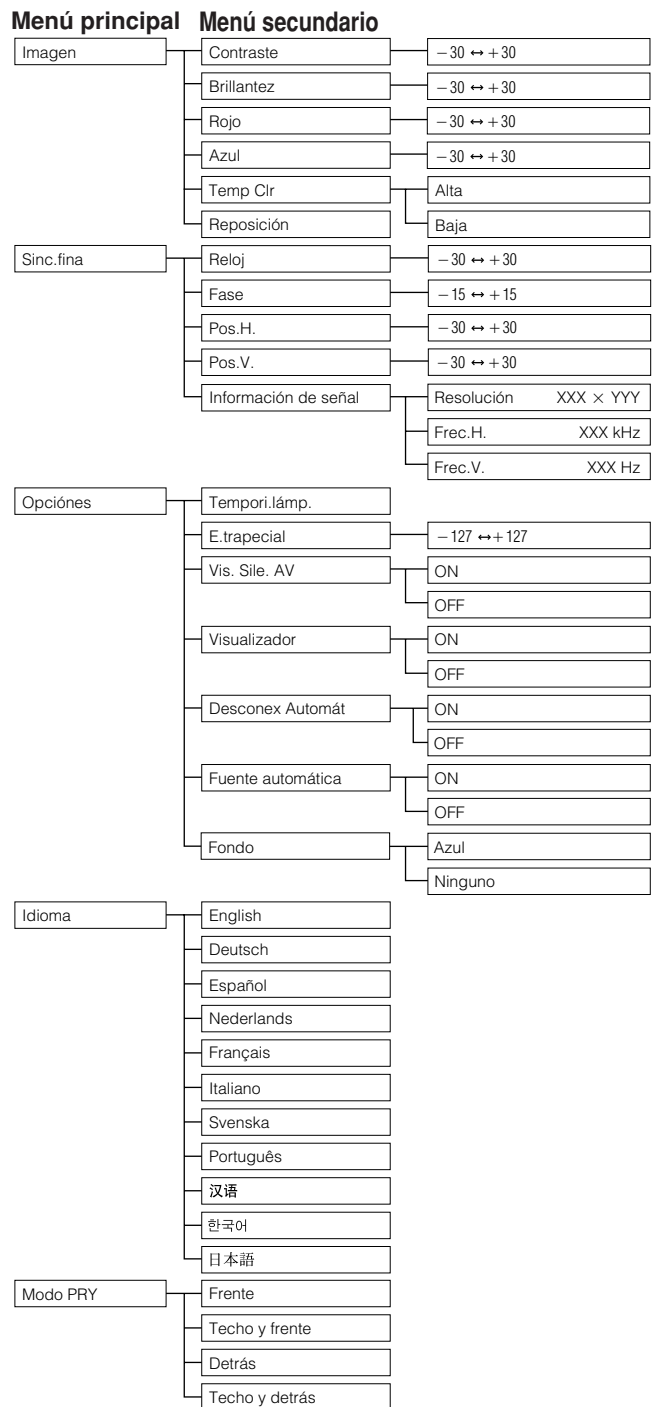 Menú principal Menú secundario
Imagen Contraste −30 ↔ +30
Brillantez −30 ↔ +30
Rojo −30 ↔ +30
Azul −30 ↔ +30
Temp Clr Alta
Reposición Baja
Sinc.fina Reloj −30 ↔ +30
Fase −15 ↔ +15
Pos.H. −30 ↔ +30
Pos.V. −30 ↔ +30
Información de señal Resolución XXX × YYY
Frec.H. XXX kHz
Frec.V. XXX Hz
Opciónes Tempori.lámp.
E.trapecial −127 ↔+127
Vis. Sile. AV ON
OFF
Visualizador ON
OFF
Desconex Automát ON
OFF
Fuente automática ON
OFF
Fondo Azul
Ninguno
Idioma English
Deutsch
Español
Nederlands
Français
Italiano
Svenska
Português
汉语
한국어
日本語
Modo PRY Frente
Techo y frente
Detrás
Techo y detrás